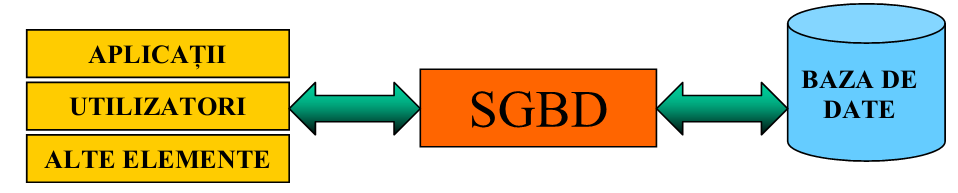 APLICAȚII
UTILIZATORI
ALTE ELEMENTE
SGBD
BAZA DE
DATE